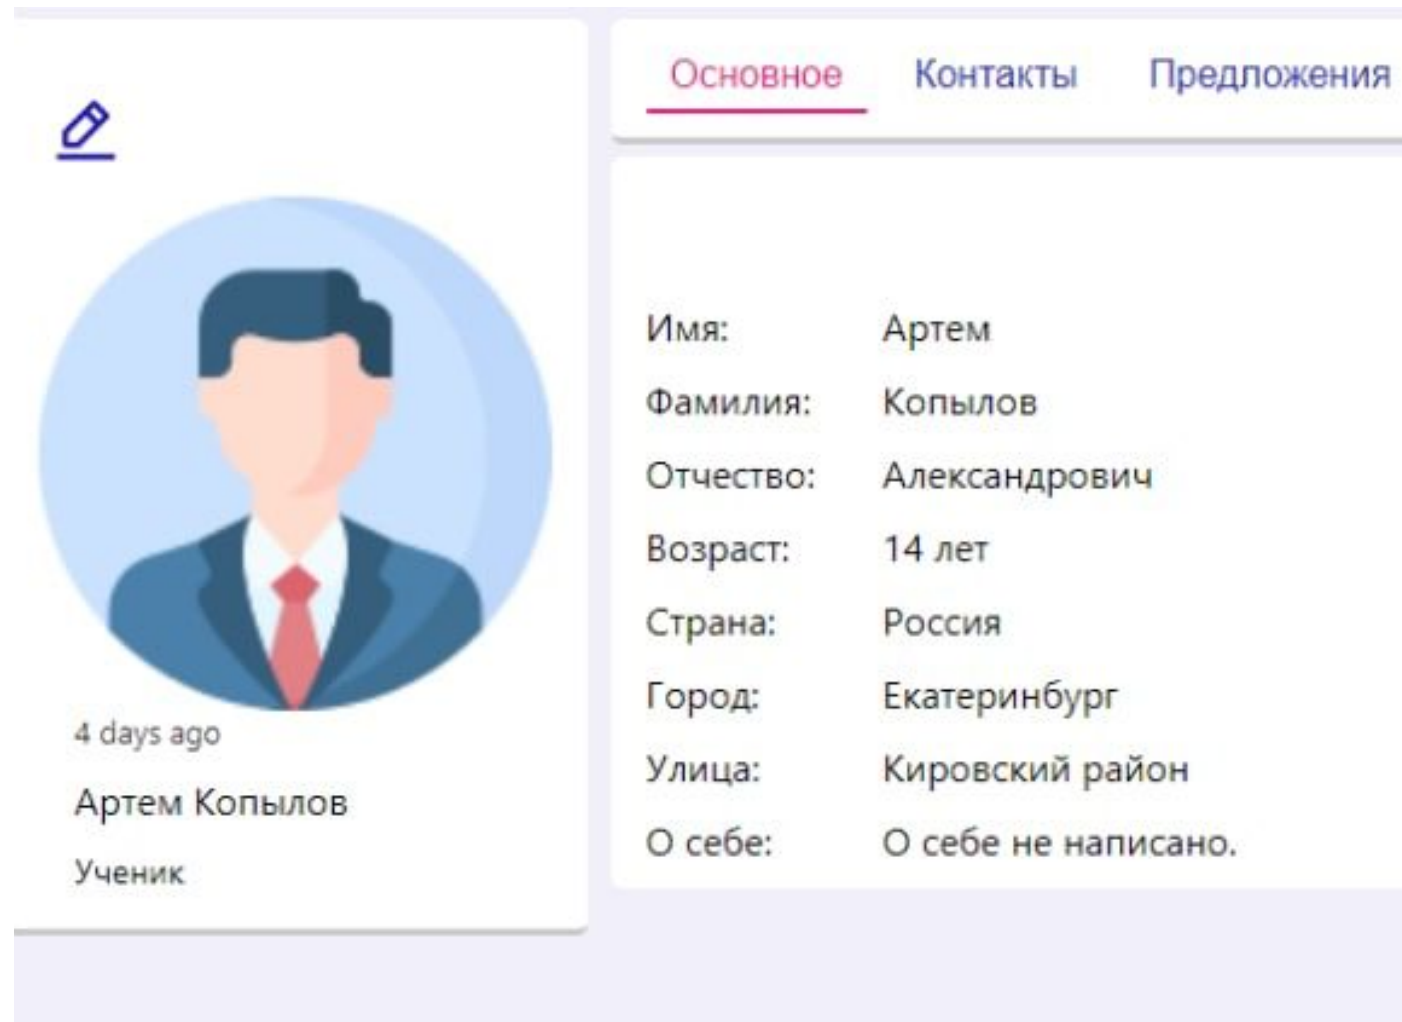 Основное Контакты Предложения
4 days ago
Артем Копылов
Ученик
Имя: Артем
Фамилия: Копылов
Отчество: Александрович
Возраст: 14 лет
Страна: Россия
Город: Екатеринбург
Улица: Кировский район
О себе: О себе не написано.